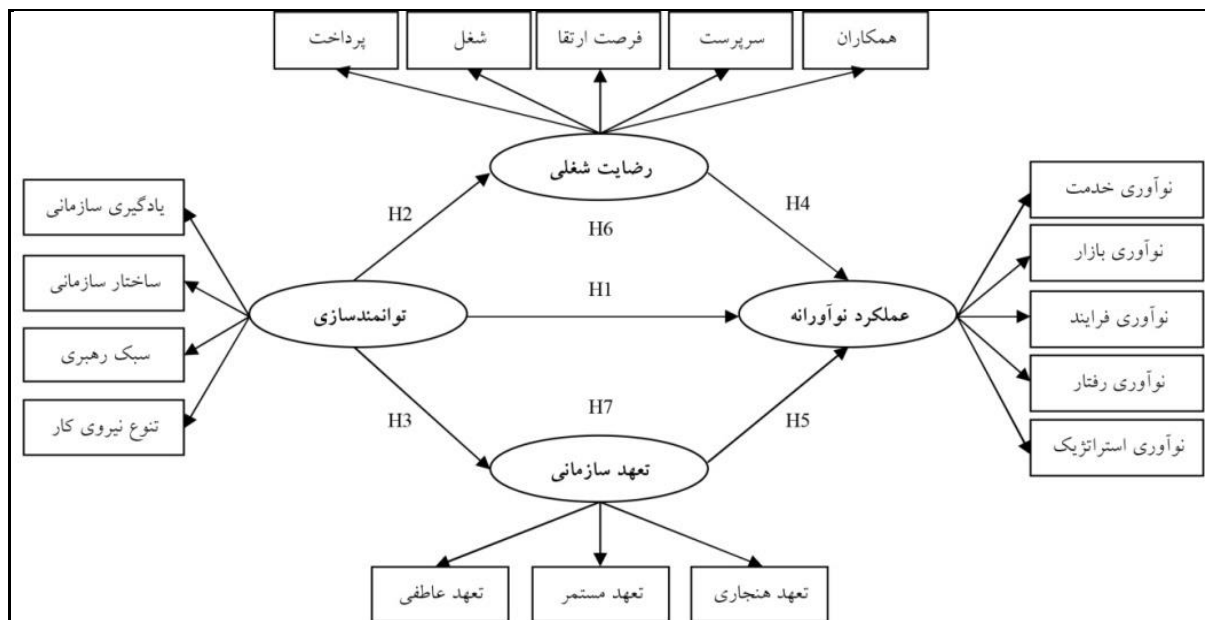 همکاران
سرپرست
فرصت ارتقا
شغل
پرداخت
رضایت شغلی
نوآوری خدمت
نوآوری بازار
نوآوری فرایند
نوآوری رفتار
نوآوری استراتژیک
یادگیری سازمانی
ساختار سازمانی
سبک رهبری
تنوع نیروی کار
H2
H4
H6
H1
توانمندسازی
عملکرد نوآورانه
H3
H7
H5
تعهد سازمانی
تعهد هنجاری
تعهد مستمر
تعهد عاطفی